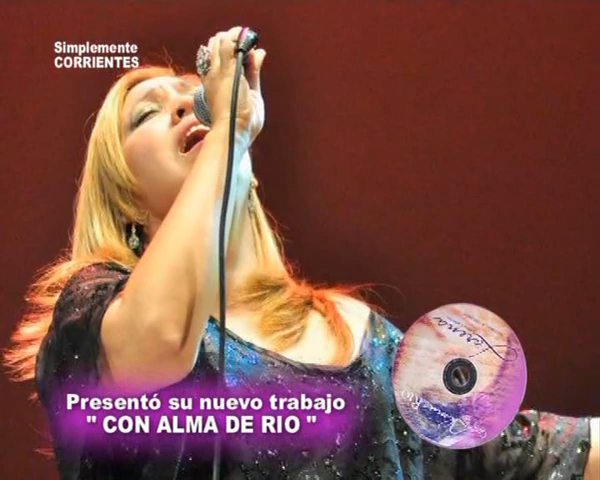 Simplemente
CORRIENTES
Presentó su nuevo trabajo
" CON ALMA DE RIO "